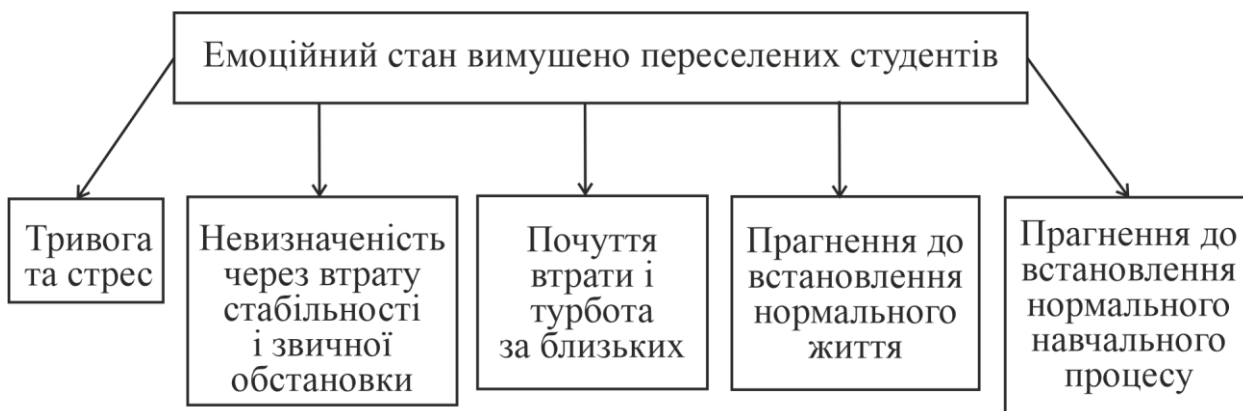 Емоційний стан вимушено переселених студентів
Тривога
та стрес
Невизначеність
через втрату
стабільності
і звичної
обстановки
Почуття
втрати і
турбота
за близьких
Прагнення до
встановлення
нормального
життя
Прагнення до
встановлення
нормального
навчального
процесу